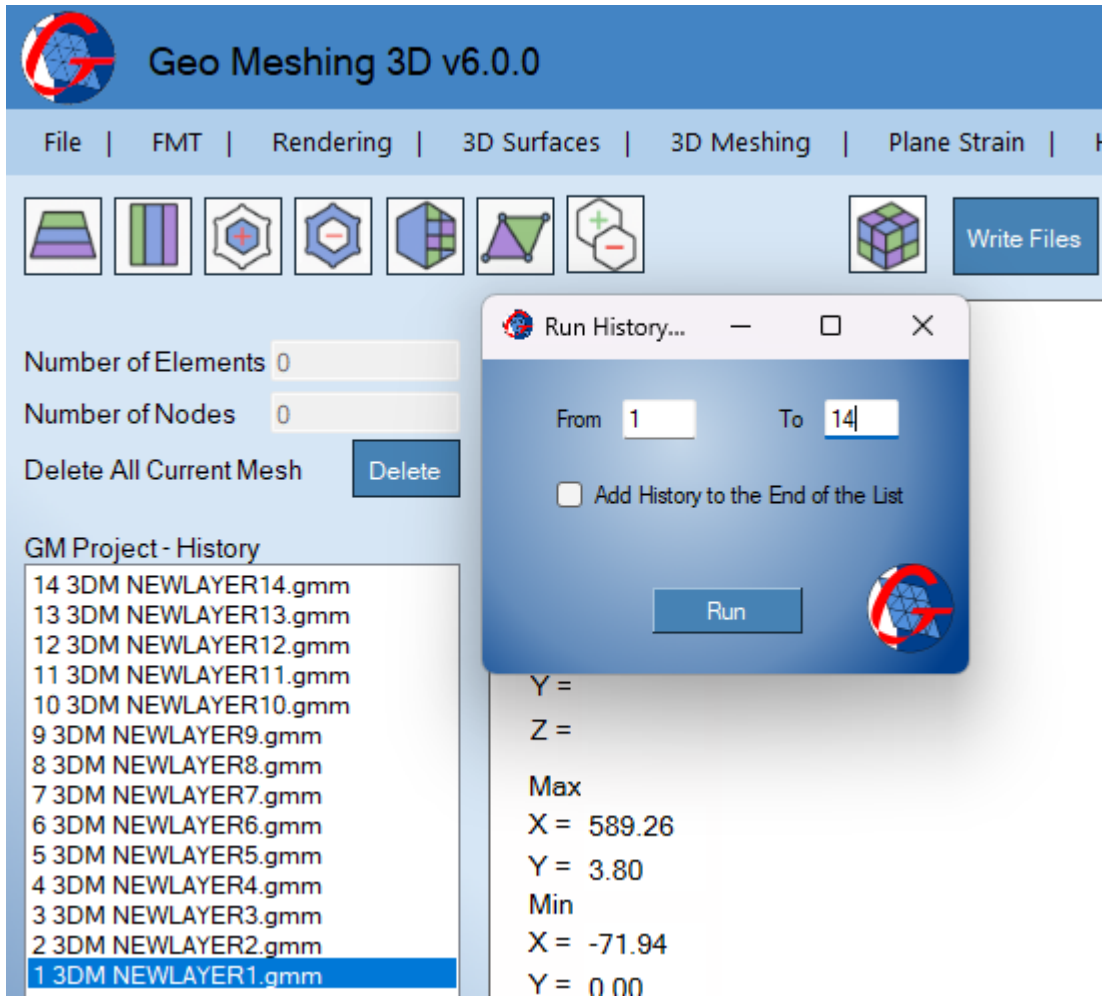 Geo Meshing 3D v6.0.0
File | FMT | Rendering | 3D Surfaces | 3D Meshing | Plane Strain |
Write Files
Run History...
Number of Elements 0
Number of Nodes 0
Delete All Current Mesh Delete
From 1 To 14
Add History to the End of the List
Run
GM Project - History
14 3DM NEWLAYER14.gmm
13 3DM NEWLAYER13.gmm
12 3DM NEWLAYER12.gmm
11 3DM NEWLAYER11.gmm
10 3DM NEWLAYER10.gmm
9 3DM NEWLAYER9.gmm
8 3DM NEWLAYER8.gmm
7 3DM NEWLAYER7.gmm
6 3DM NEWLAYER6.gmm
5 3DM NEWLAYER5.gmm
4 3DM NEWLAYER4.gmm
3 3DM NEWLAYER3.gmm
2 3DM NEWLAYER2.gmm
1 3DM NEWLAYER1.gmm
Y =
Z =
Max
X = 589.26
Y = 3.80
Min
X = -71.94
Y = 0.00